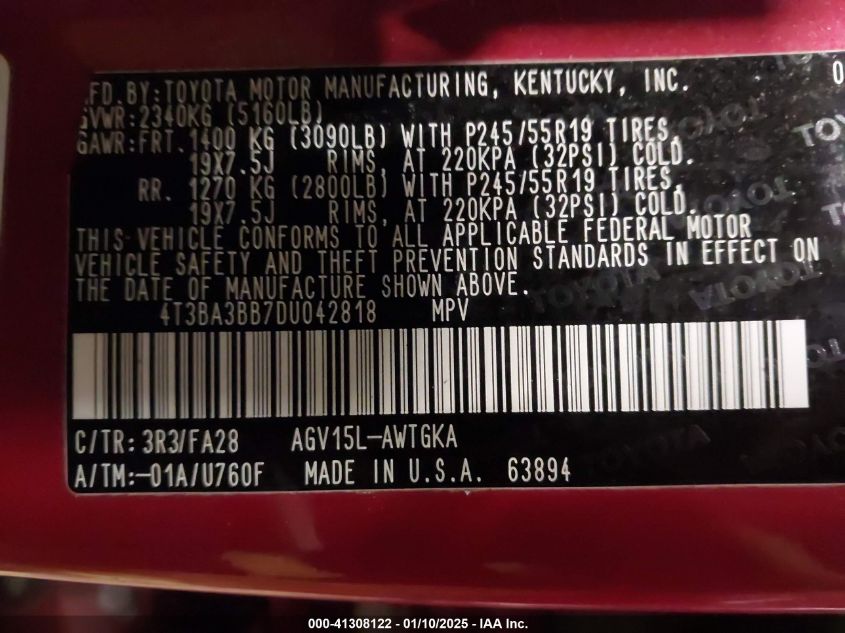 MFD. BY: TOYOTA MOTOR MANUFACTURING, KENTUCKY, INC. 0
GVWR: 2340KG (5160LB)
GAWR: FRT. 1400 KG (3090LB) WITH P245/55R19 TIRES,
19X7.5J RIMS, AT 220KPA (32PSI) COLD.
RR. 1270 KG (2800LB) WITH P245/55R19 TIRES,
19X7.5J RIMS, AT 220KPA (32PSI) COLD.
THIS VEHICLE CONFORMS TO ALL APPLICABLE FEDERAL MOTOR
VEHICLE SAFETY AND THEFT PREVENTION STANDARDS IN EFFECT ON
THE DATE OF MANUFACTURE SHOWN ABOVE.
4T3BA3BB7DU042818 MPV
C/TR: 3R3/FA28 AGV15L-AWTGKA
A/TM:-01A/U760F MADE IN U.S.A. 63894
000-41308122 - 01/10/2025 - IAA Inc.